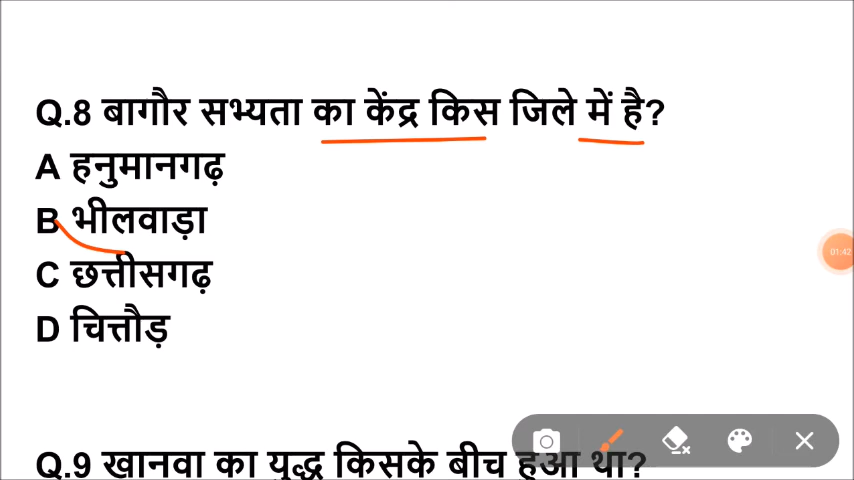 Q.8 बागौर सभ्यता का केंद्र किस जिले में है?
A हनुमानगढ़
B भीलवाड़ा
C छत्तीसगढ़
D चित्तौड़
01:42
Q.9 खानवा का युद्ध किसके बीच हुआ था?